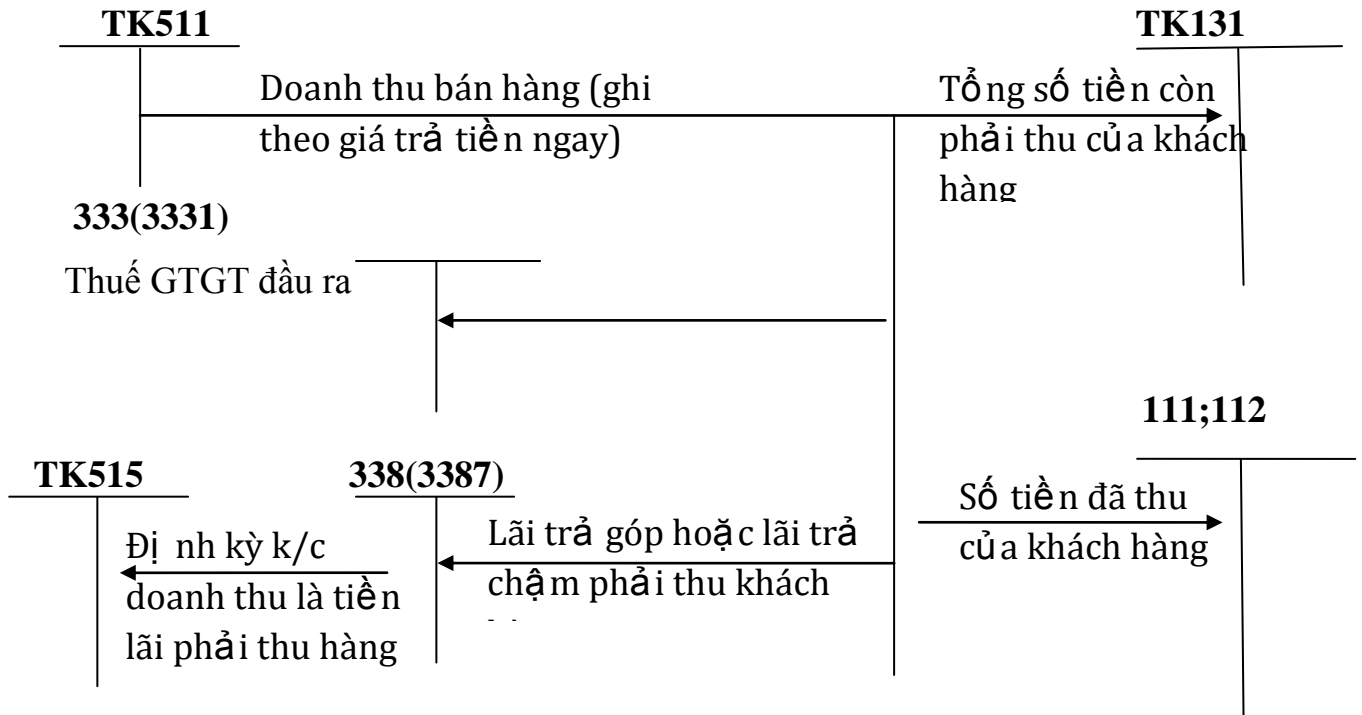 TK511
TK131
Doanh thu bán hàng (ghi
theo giá trả tiền ngay)
Tổng số tiền còn
phải thu của khách
hàng
333(3331)
Thuế GTGT đầu ra
111;112
TK515
338(3387)
Số tiền đã thu
của khách hàng
Định kỳ k/c
doanh thu là tiền
lãi phải thu hàng
Lãi trả góp hoặc lãi trả
chậm phải thu khách